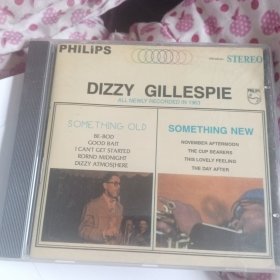 PHILIPS
STEREO
DIZZY GILLESPIE
ALL NEWLY RECORDED IN 1963
PHILIPS
SOMETHING OLD
BE-BOP
GOOD BAIT
I CAN'T GET STARTED
ROUND MIDNIGHT
DIZZY ATMOSPHERE
SOMETHING NEW
NOVEMBER AFTERNOON
THE CUP BEARERS
THIS LOVELY FEELING
THE DAY AFTER